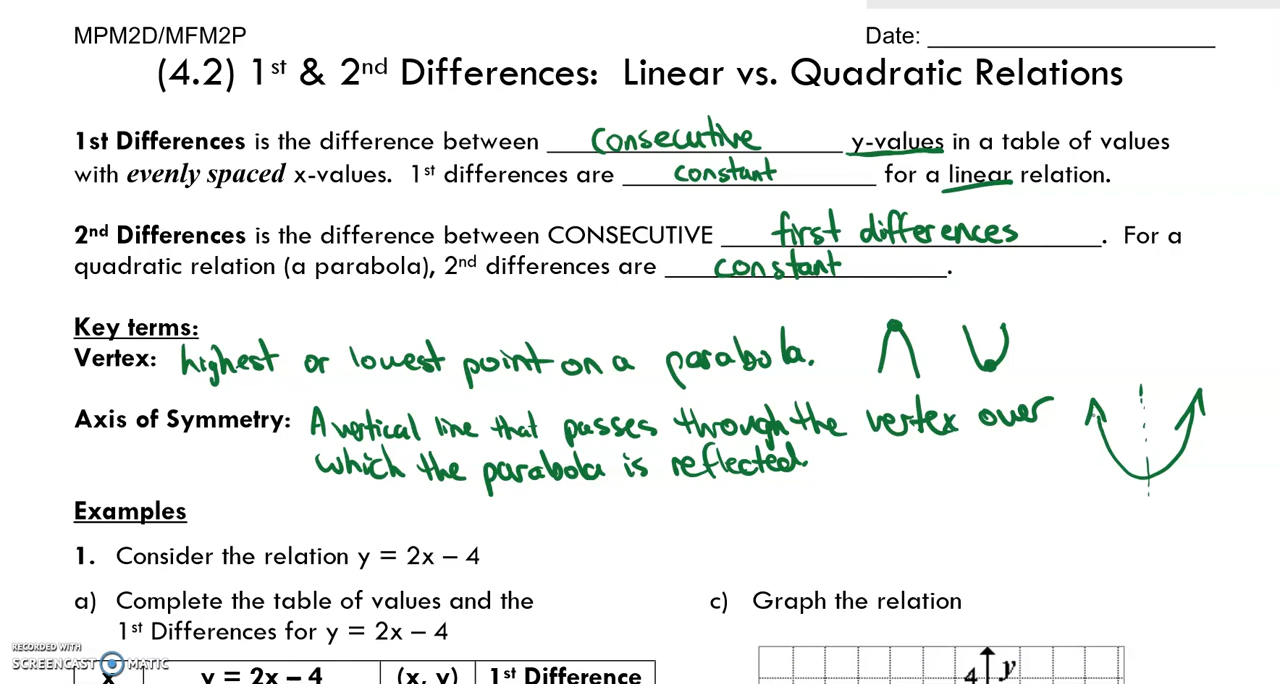 MPM2D/MFM2P Date:
(4.2) 1st & 2nd Differences: Linear vs. Quadratic Relations
1st Differences is the difference between consecutive y-values in a table of values
with evenly spaced x-values. 1st differences are constant for a linear relation.
2nd Differences is the difference between CONSECUTIVE first differences. For a
quadratic relation (a parabola), 2nd differences are constant.
Key terms:
Vertex: highest or lowest point on a parabola.
Axis of Symmetry: A vertical line that passes through the vertex over
which the parabola is reflected.
Examples
1. Consider the relation y = 2x – 4
a) Complete the table of values and the c) Graph the relation
1st Differences for y = 2x – 4
RECORDED WITH
SCREENCAST MATIC
x y = 2x – 4 (x, y) 1st Difference 4 y